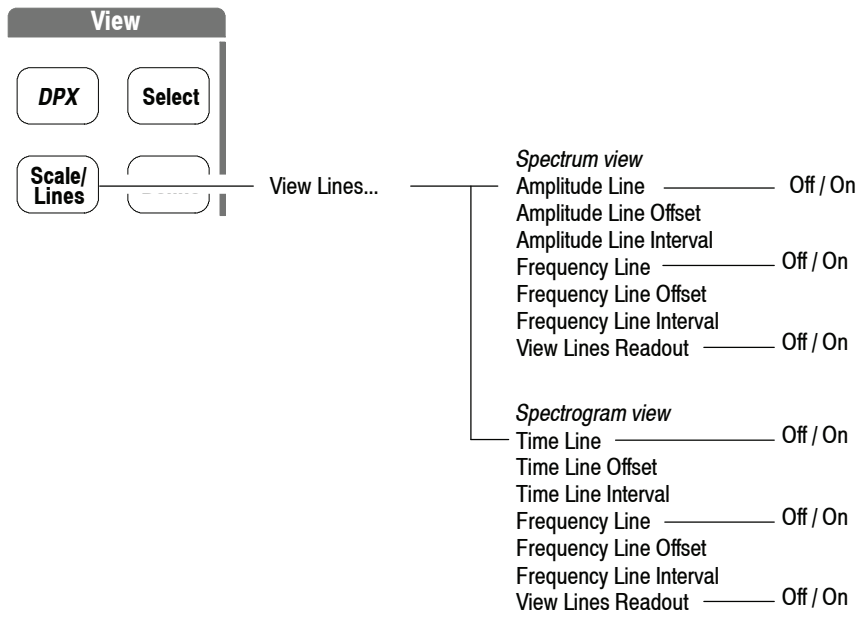 View
DPX Select
Scale/
Lines
View Lines...
Spectrum view
Amplitude Line Off / On
Amplitude Line Offset
Amplitude Line Interval
Frequency Line Off / On
Frequency Line Offset
Frequency Line Interval
View Lines Readout Off / On
Spectrogram view
Time Line Off / On
Time Line Offset
Time Line Interval
Frequency Line Off / On
Frequency Line Offset
Frequency Line Interval
View Lines Readout Off / On